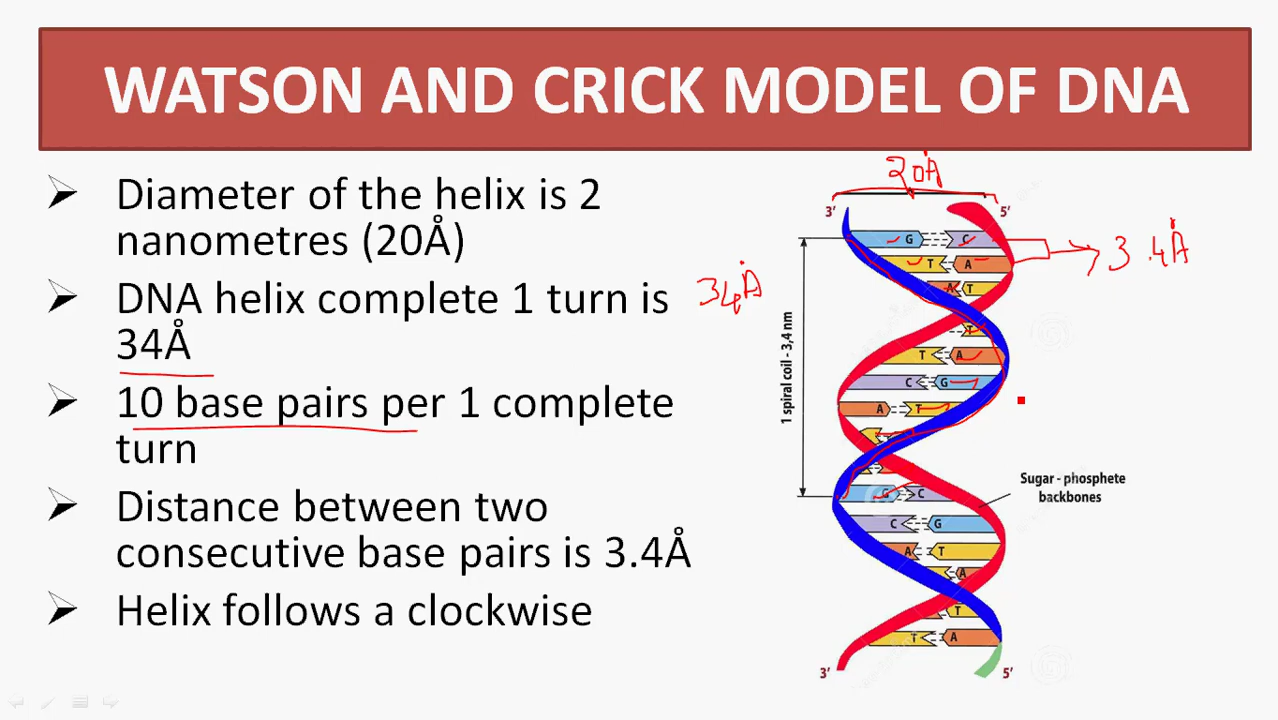 WATSON AND CRICK MODEL OF DNA
➢ Diameter of the helix is 2
nanometres (20Å)
➢ DNA helix complete 1 turn is
34Å
➢ 10 base pairs per 1 complete
turn
➢ Distance between two
consecutive base pairs is 3.4Å
➢ Helix follows a clockwise
20Å
3'
5'
G C
T A
A T
T
T A
C G
A T
G C
C G
A T
A
T
T A
3'
5'
3.4Å
34Å
1 spiral coil - 3,4 nm
Sugar - phosphete
backbones